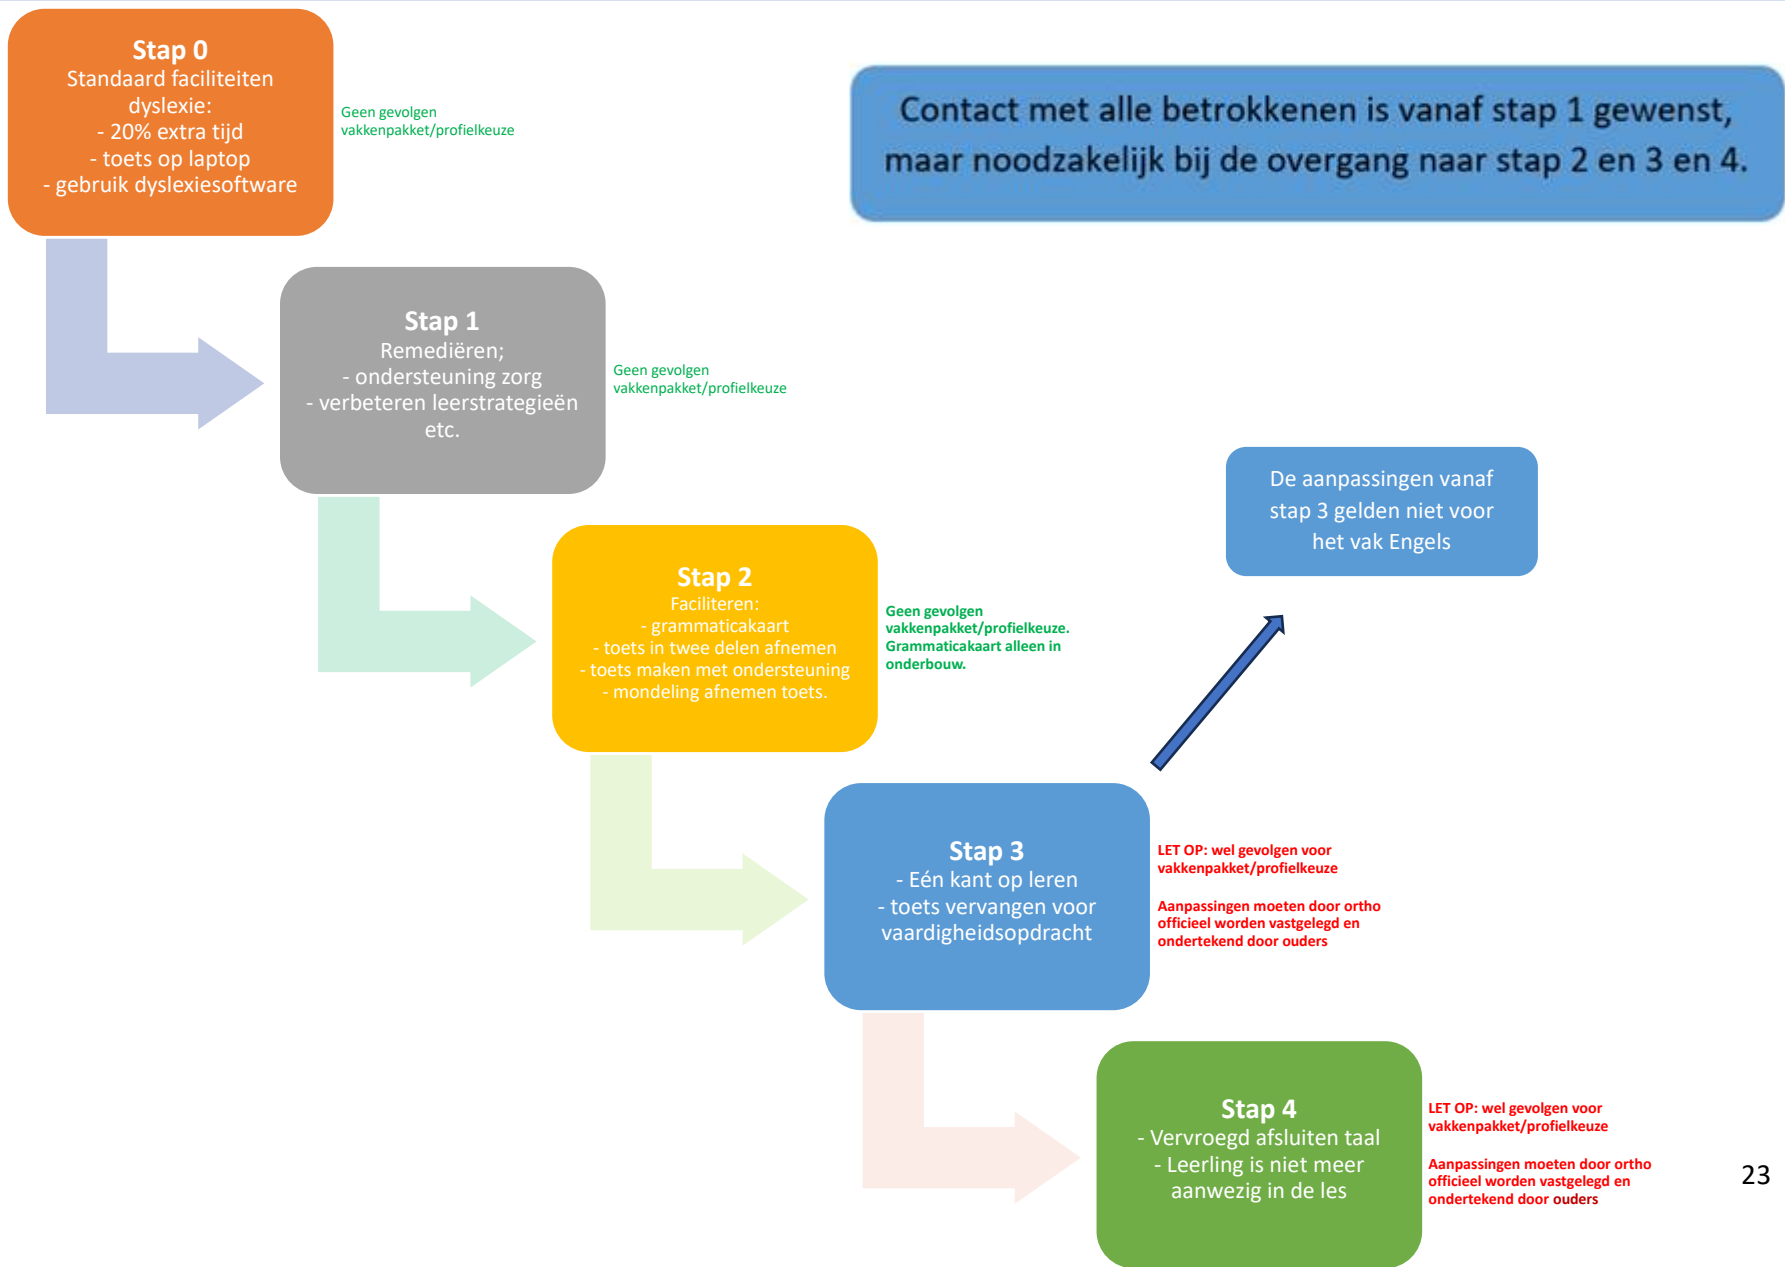 Stap 0
Standaard faciliteiten
dyslexie:
- 20% extra tijd
- toets op laptop
- gebruik dyslexiesoftware
Geen gevolgen
vakkenpakket/profielkeuze
Contact met alle betrokkenen is vanaf stap 1 gewenst,
maar noodzakelijk bij de overgang naar stap 2 en 3 en 4.
Stap 1
Remediëren;
- ondersteuning zorg
- verbeteren leerstrategieën
etc.
Geen gevolgen
vakkenpakket/profielkeuze
De aanpassingen vanaf
stap 3 gelden niet voor
het vak Engels
Stap 2
Faciliteren:
- grammaticakaart
- toets in twee delen afnemen
- toets maken met ondersteuning
- mondeling afnemen toets.
Geen gevolgen
vakkenpakket/profielkeuze.
Grammaticakaart alleen in
onderbouw.
Stap 3
- Eén kant op leren
- toets vervangen voor
vaardigheidsopdracht
LET OP: wel gevolgen voor
vakkenpakket/profielkeuze
Aanpassingen moeten door ortho
officieel worden vastgelegd en
ondertekend door ouders
Stap 4
- Vervroegd afsluiten taal
- Leerling is niet meer
aanwezig in de les
LET OP: wel gevolgen voor
vakkenpakket/profielkeuze
Aanpassingen moeten door ortho
officieel worden vastgelegd en
ondertekend door ouders
23